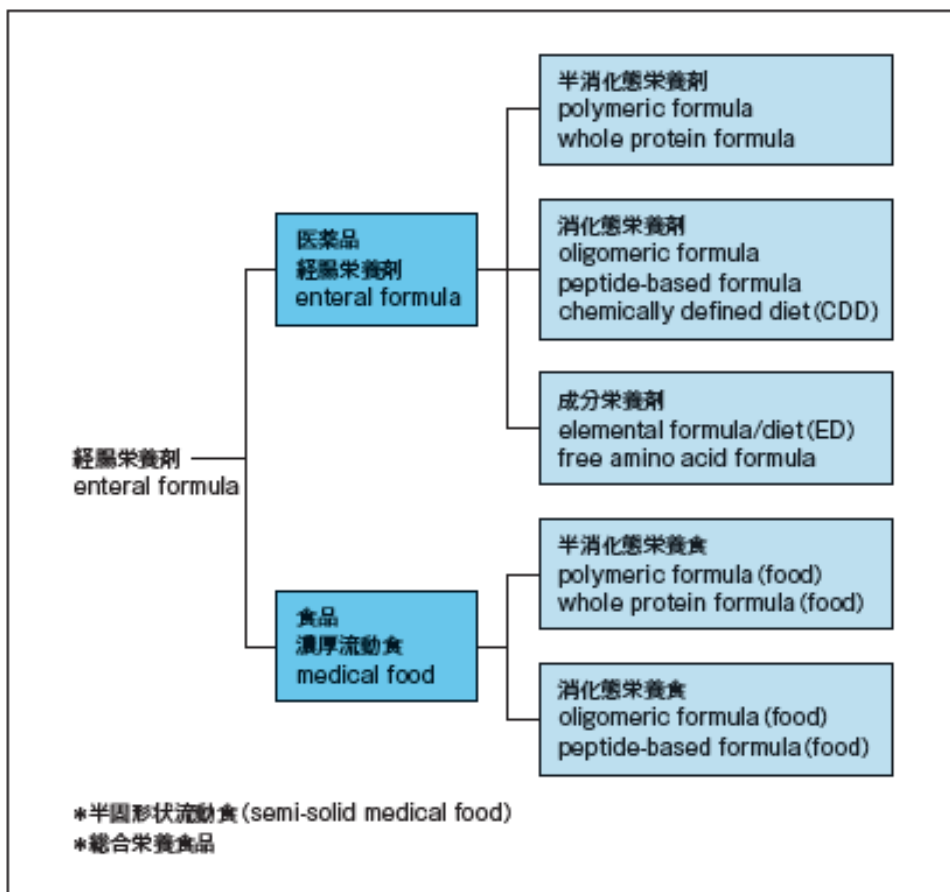 半消化態栄養剤
polymeric formula
whole protein formula
消化態栄養剤
oligomeric formula
peptide-based formula
chemically defined diet(CDD)
医薬品
経腸栄養剤
enteral formula
成分栄養剤
elemental formula/diet(ED)
free amino acid formula
経腸栄養剤
enteral formula
半消化態栄養食
polymeric formula(food)
whole protein formula(food)
食品
濃厚流動食
medical food
消化態栄養食
oligomeric formula(food)
peptide-based formula(food)
*半固形状流動食(semi-solid medical food)
*総合栄養食品